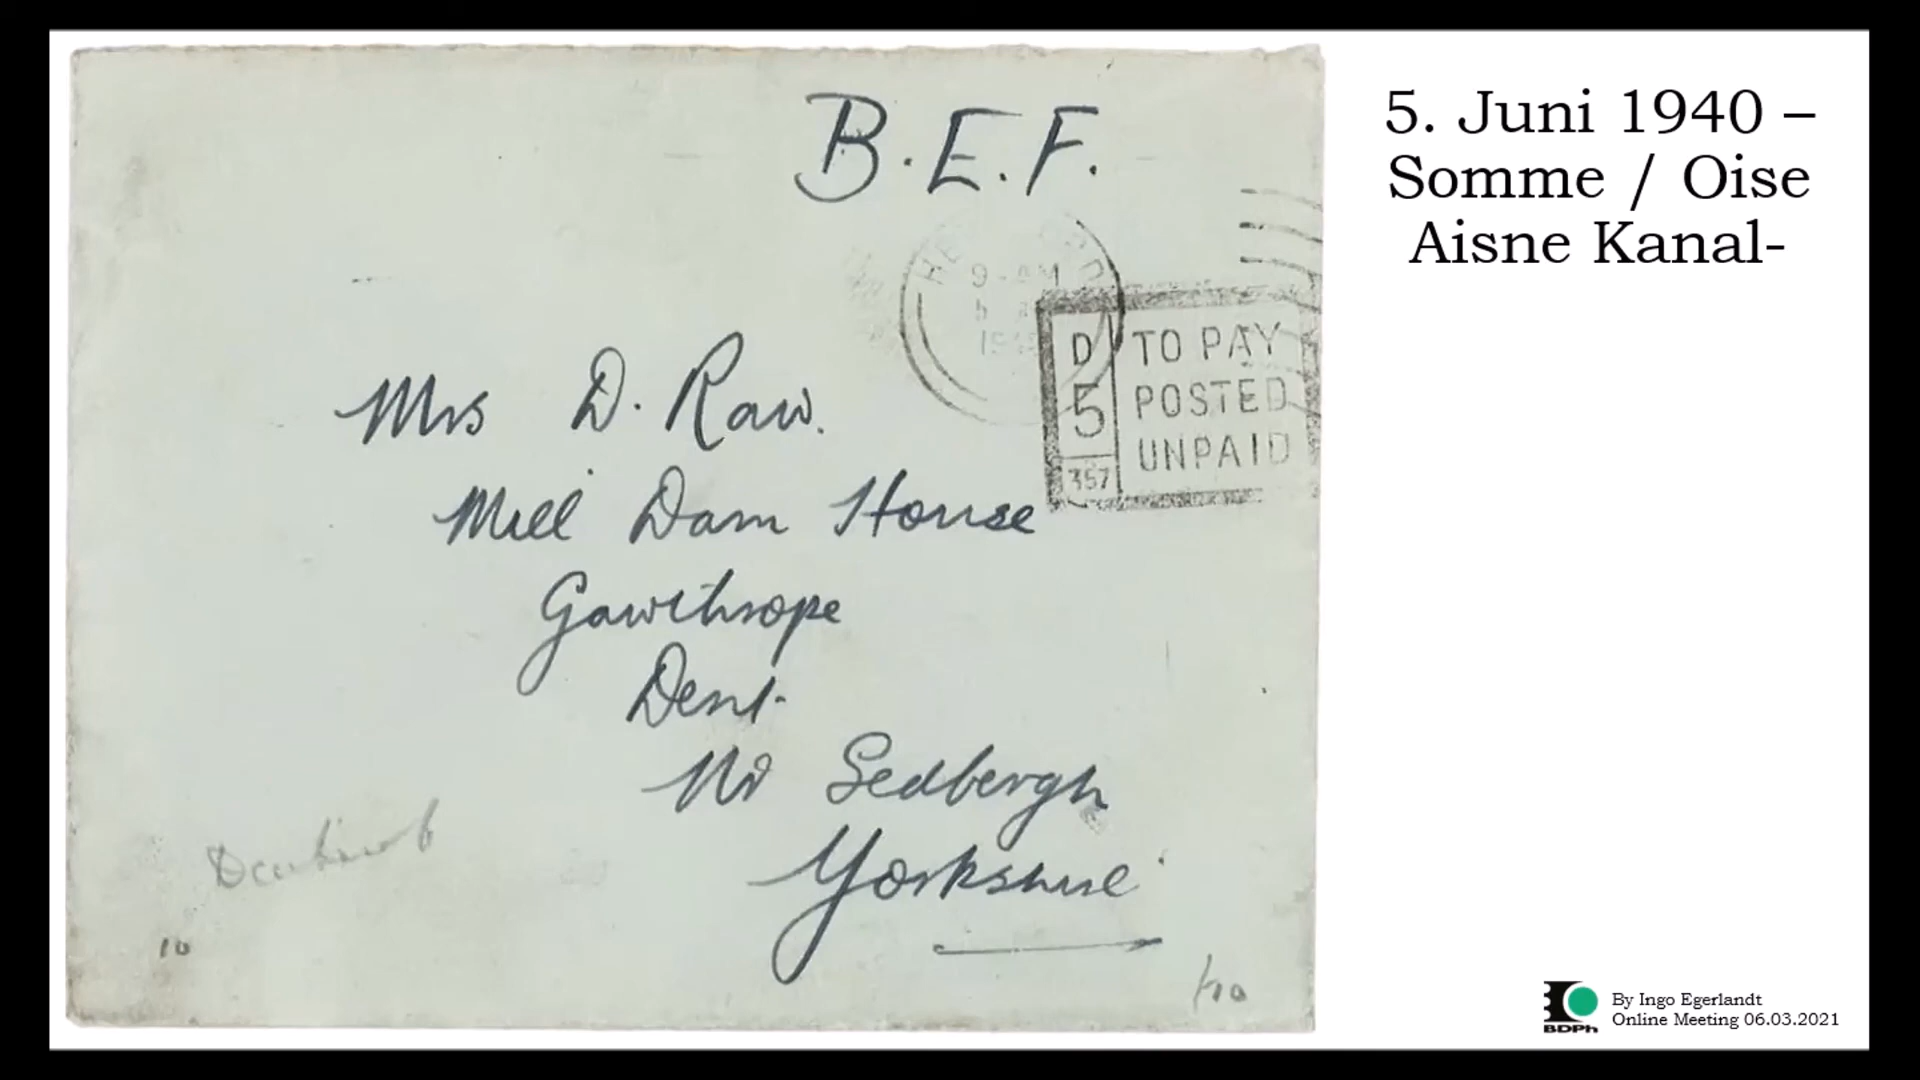 B.E.F.
9-AM
D
5
357
TO PAY
POSTED
UNPAID
Mrs D. Raw.
Mill Dam House
Gawthrope
Dent.
Nr Sedbergh
Yorkshire
10
/10
5. Juni 1940 –
Somme / Oise
Aisne Kanal-
BDPh
By Ingo Egerlandt
Online Meeting 06.03.2021